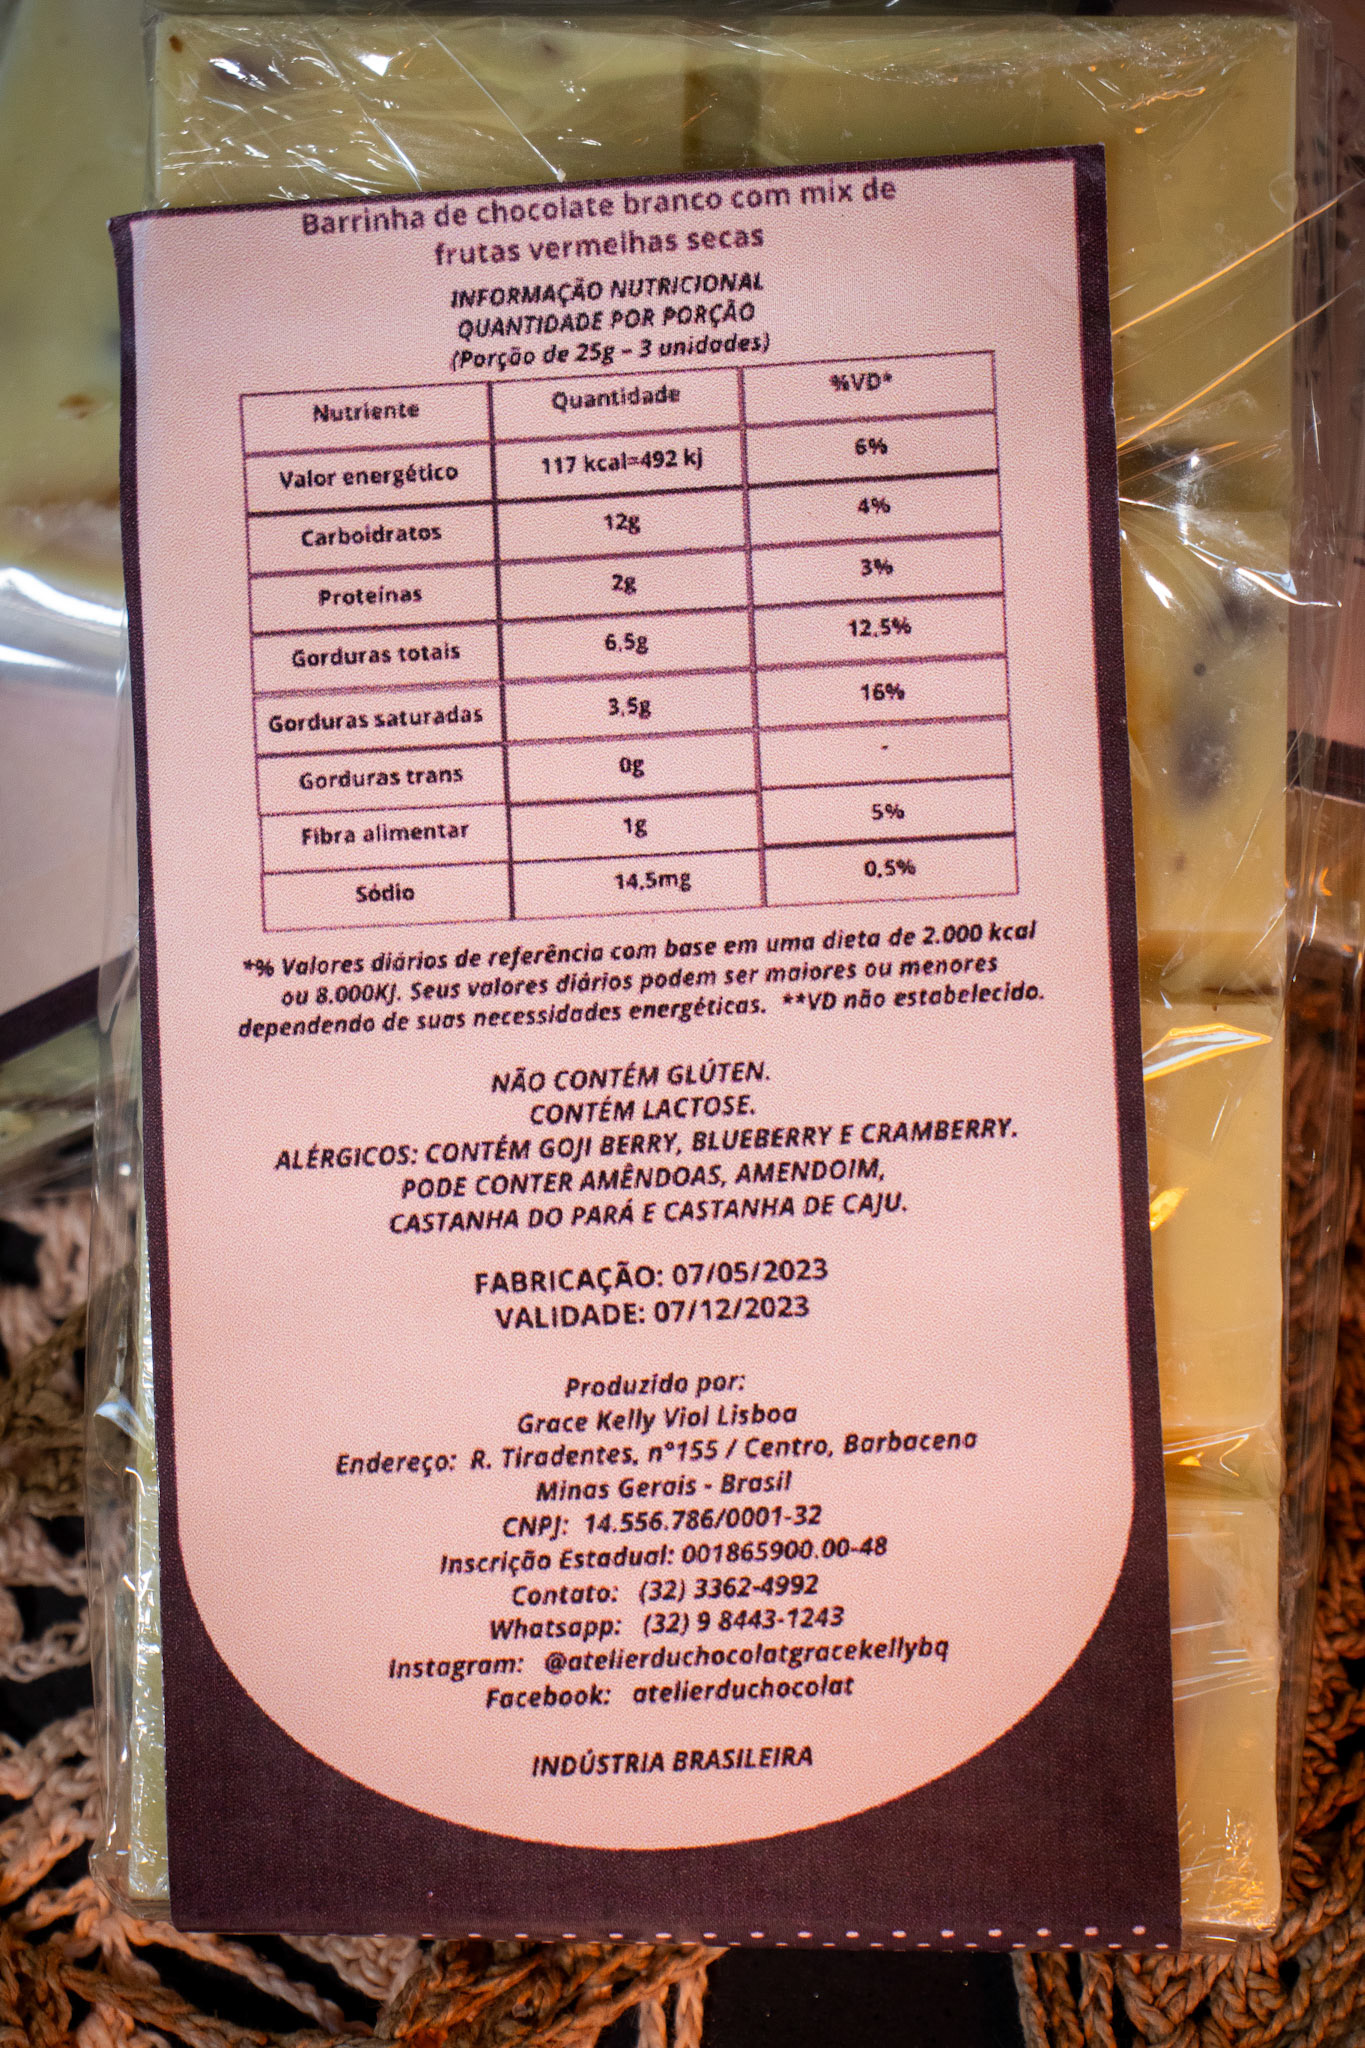 Barrinha de chocolate branco com mix de
frutas vermelhas secas
INFORMAÇÃO NUTRICIONAL
QUANTIDADE POR PORÇÃO
(Porção de 25g – 3 unidades)
Nutriente Quantidade %VD*
Valor energético 117 kcal=492 kj 6%
Carboidratos 12g 4%
Proteínas 2g 3%
Gorduras totais 6,5g 12,5%
Gorduras saturadas 3,5g 16%
Gorduras trans 0g -
Fibra alimentar 1g 5%
Sódio 14,5mg 0,5%
*% Valores diários de referência com base em uma dieta de 2.000 kcal
ou 8.000KJ. Seus valores diários podem ser maiores ou menores
dependendo de suas necessidades energéticas. **VD não estabelecido.
NÃO CONTÉM GLÚTEN.
CONTÉM LACTOSE.
ALÉRGICOS: CONTÉM GOJI BERRY, BLUEBERRY E CRAMBERRY.
PODE CONTER AMÊNDOAS, AMENDOIM,
CASTANHA DO PARÁ E CASTANHA DE CAJU.
FABRICAÇÃO: 07/05/2023
VALIDADE: 07/12/2023
Produzido por:
Grace Kelly Viol Lisboa
Endereço: R. Tiradentes, n°155 / Centro, Barbacena
Minas Gerais - Brasil
CNPJ: 14.556.786/0001-32
Inscrição Estadual: 001865900.00-48
Contato: (32) 3362-4992
Whatsapp: (32) 9 8443-1243
Instagram: @atelierduchocolatgracekellybq
Facebook: atelierduchocolat
INDÚSTRIA BRASILEIRA